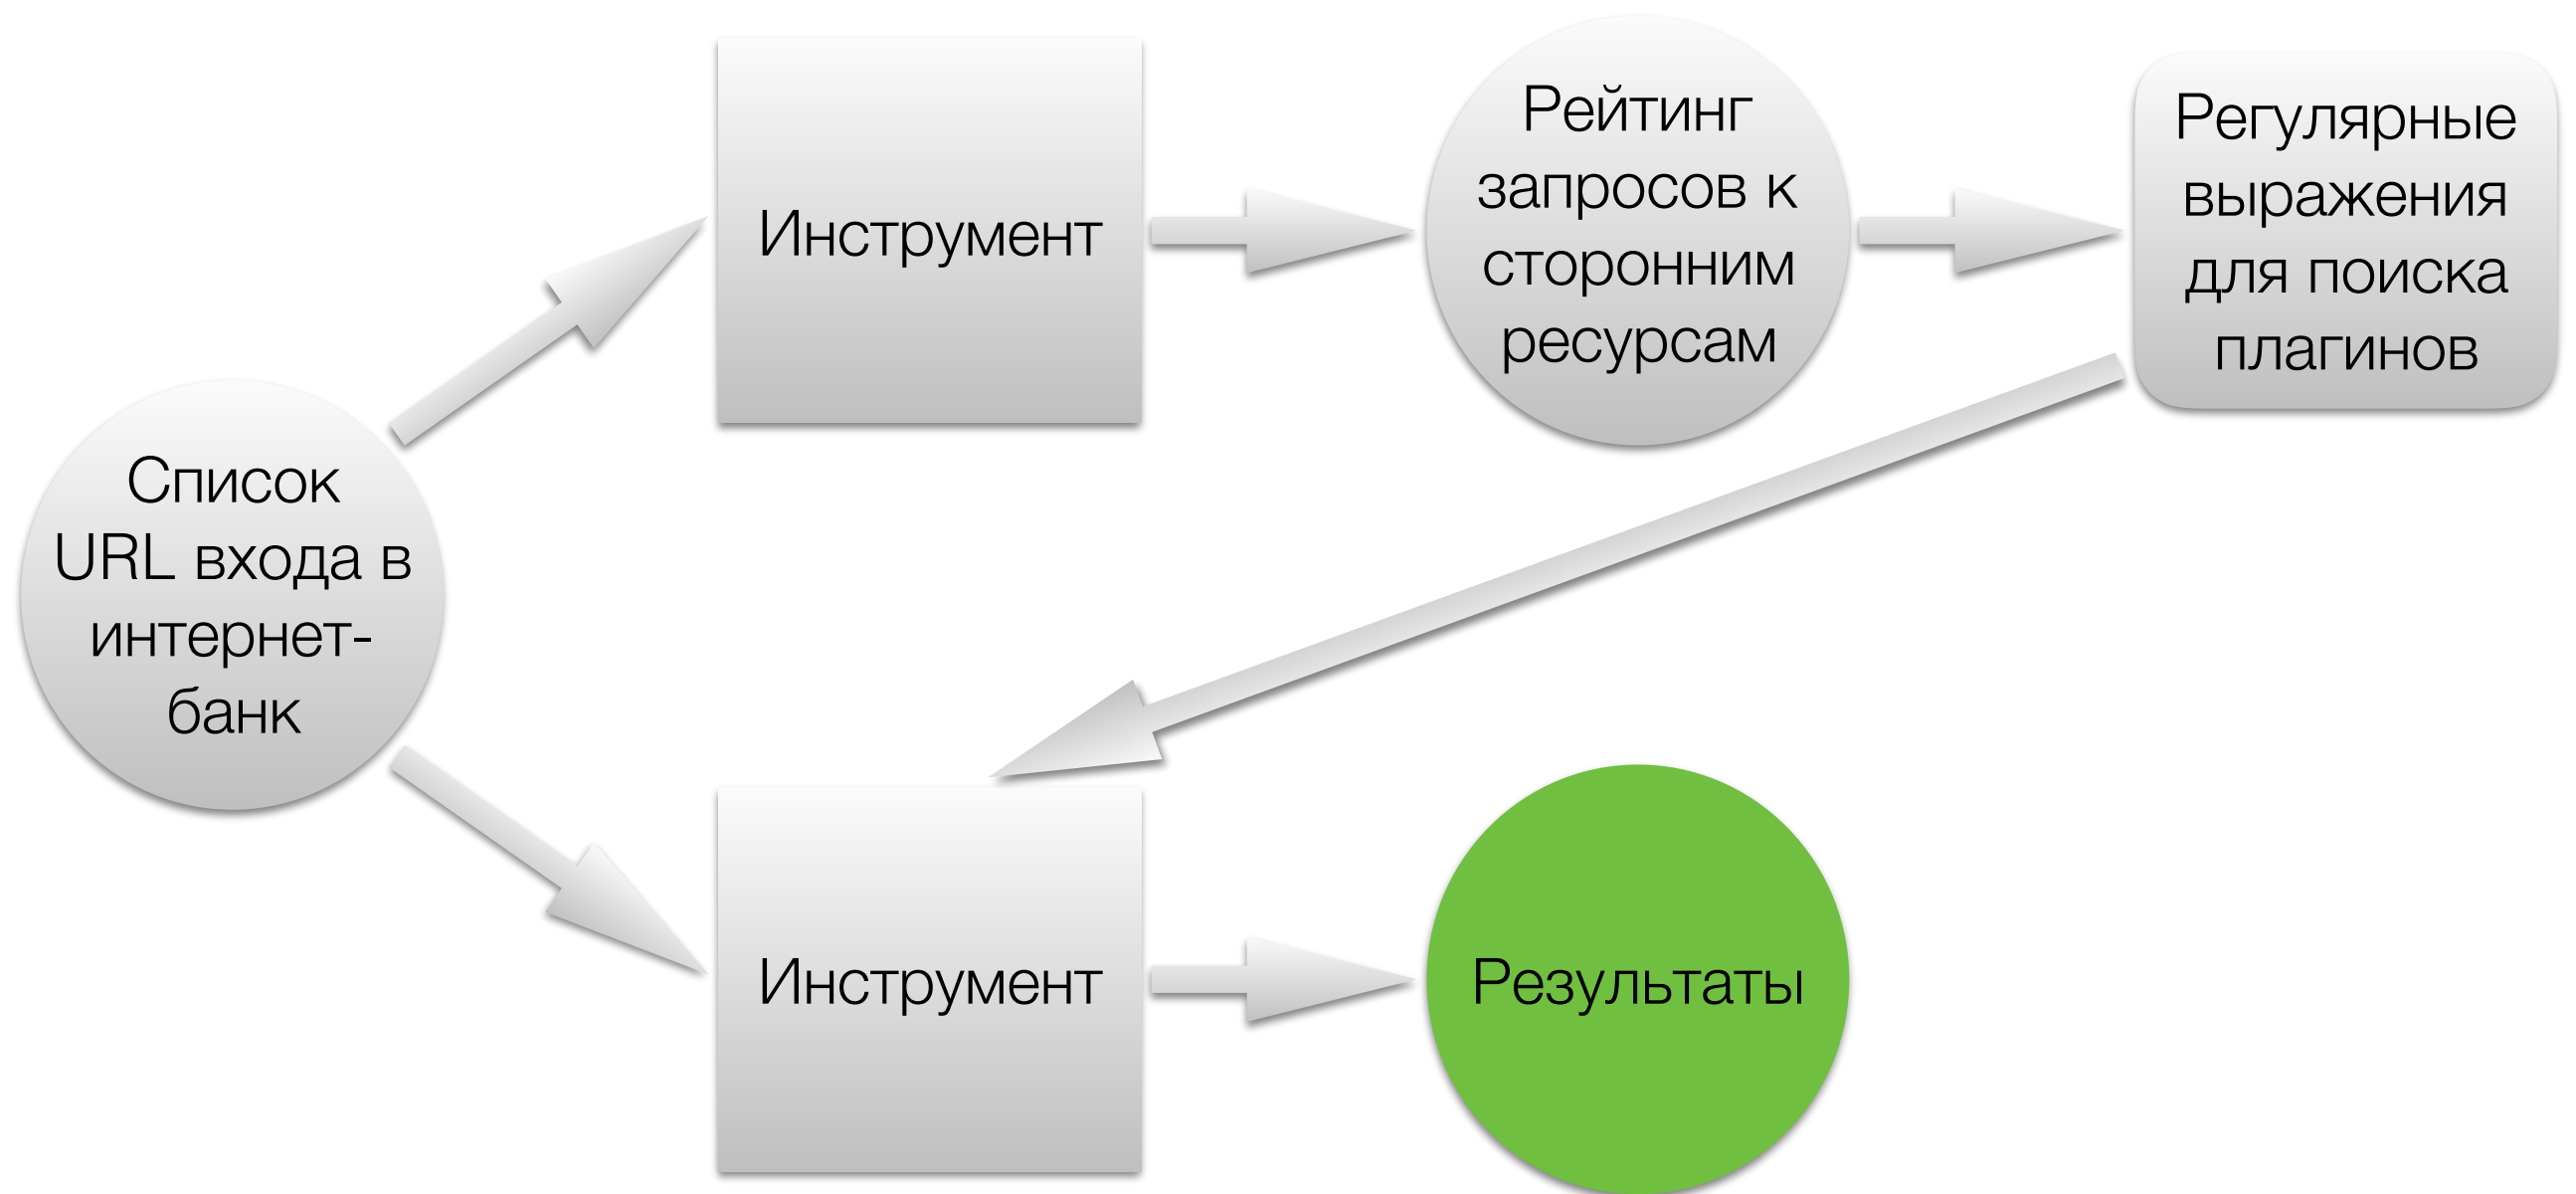 Список
URL входа в
интернет-
банк
Инструмент
Рейтинг
запросов к
сторонним
ресурсам
Регулярные
выражения
для поиска
плагинов
Инструмент
Результаты